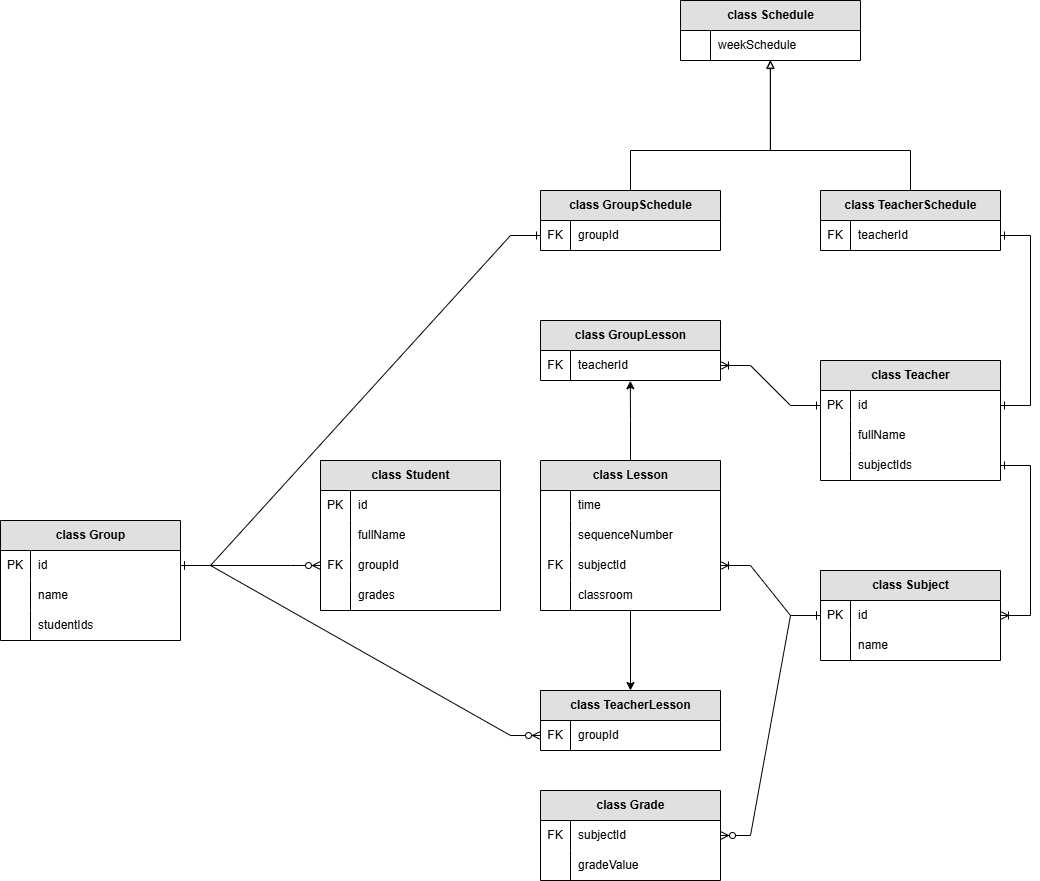 class Schedule
weekSchedule
class GroupSchedule
FK groupId
class TeacherSchedule
FK teacherId
class GroupLesson
FK teacherId
class Teacher
PK id
fullName
subjectIds
class Student
PK id
fullName
FK groupId
grades
class Lesson
time
sequenceNumber
FK subjectId
classroom
class Group
PK id
name
studentIds
class Subject
PK id
name
class TeacherLesson
FK groupId
class Grade
FK subjectId
gradeValue